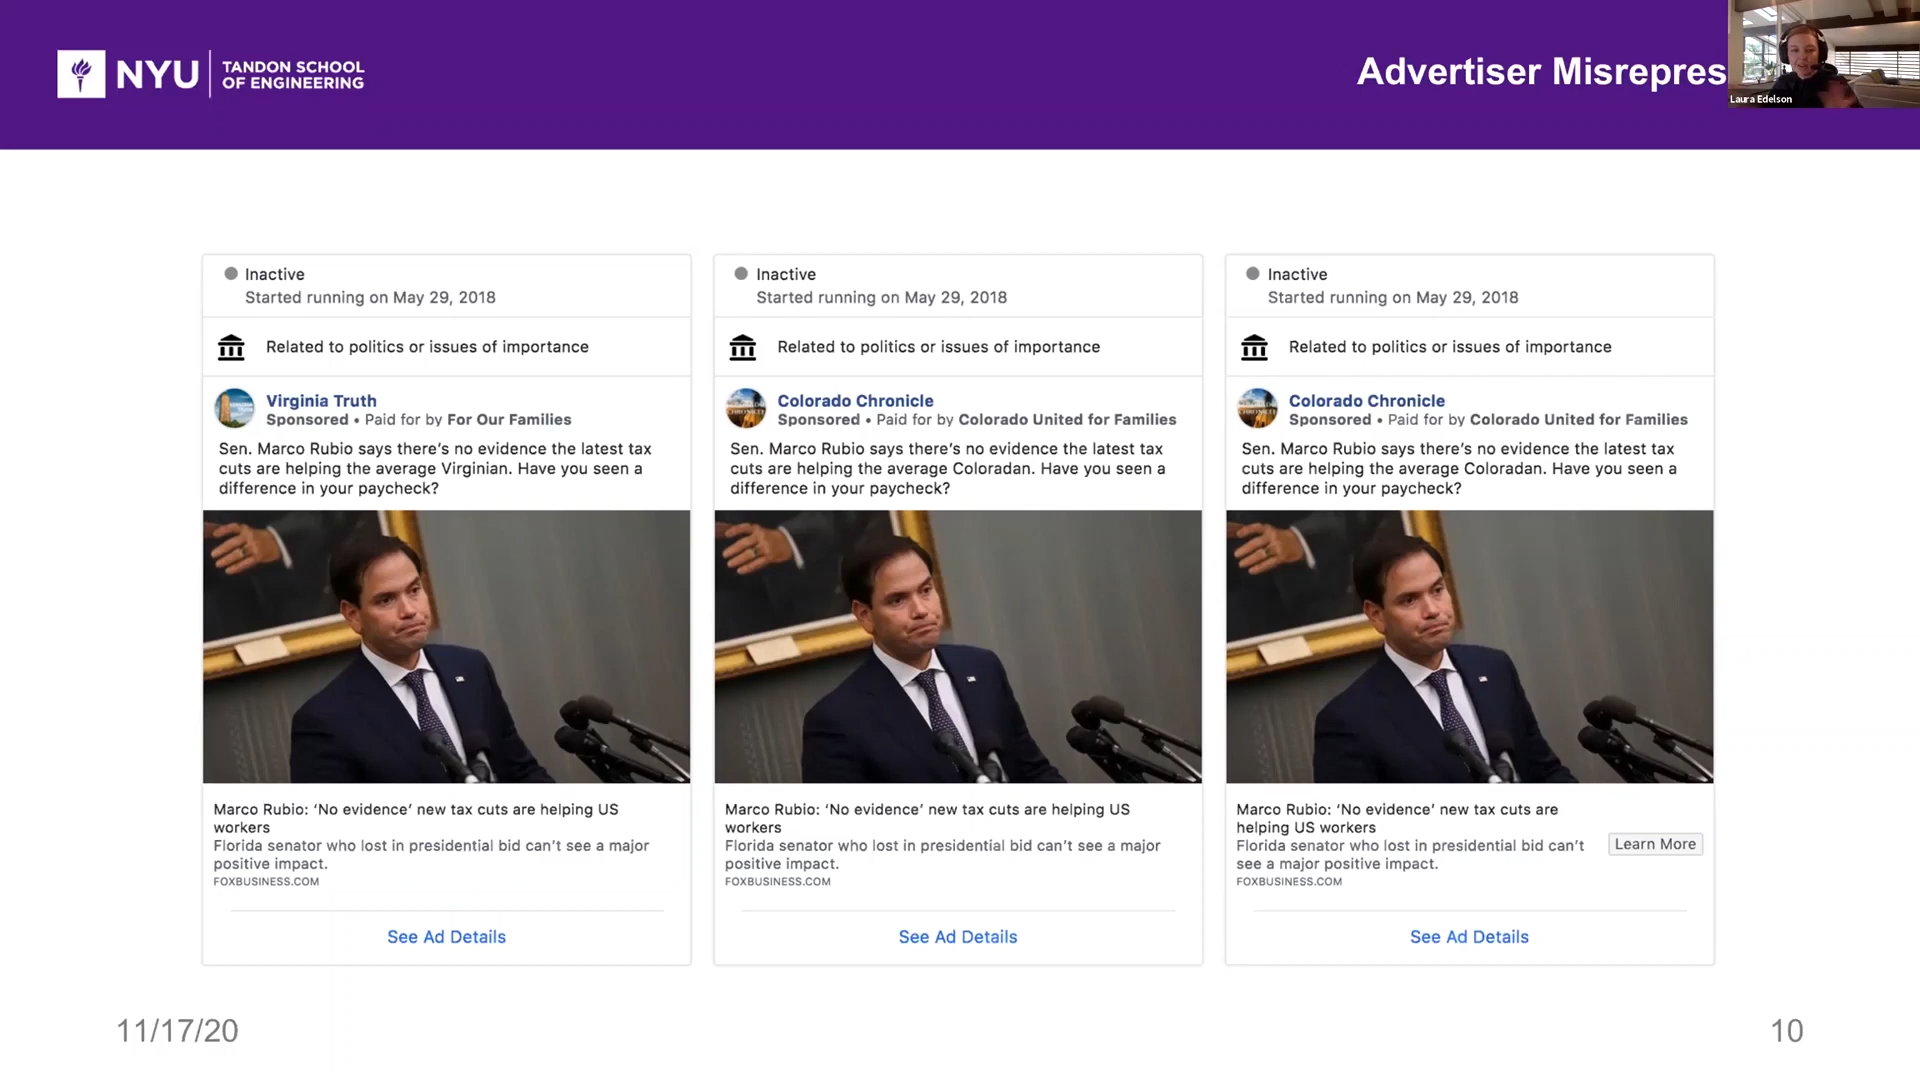 NYU
TANDON SCHOOL
OF ENGINEERING
Advertiser Misrepres
Laura Edelson
Inactive
Started running on May 29, 2018
Related to politics or issues of importance
Virginia Truth
Sponsored • Paid for by For Our Families
Sen. Marco Rubio says there’s no evidence the latest tax
cuts are helping the average Virginian. Have you seen a
difference in your paycheck?
Marco Rubio: ‘No evidence’ new tax cuts are helping US
workers
Florida senator who lost in presidential bid can’t see a major
positive impact.
FOXBUSINESS.COM
See Ad Details
Inactive
Started running on May 29, 2018
Related to politics or issues of importance
Colorado Chronicle
Sponsored • Paid for by Colorado United for Families
Sen. Marco Rubio says there’s no evidence the latest tax
cuts are helping the average Coloradan. Have you seen a
difference in your paycheck?
Marco Rubio: ‘No evidence’ new tax cuts are helping US
workers
Florida senator who lost in presidential bid can’t see a major
positive impact.
FOXBUSINESS.COM
See Ad Details
Inactive
Started running on May 29, 2018
Related to politics or issues of importance
Colorado Chronicle
Sponsored • Paid for by Colorado United for Families
Sen. Marco Rubio says there’s no evidence the latest tax
cuts are helping the average Coloradan. Have you seen a
difference in your paycheck?
Marco Rubio: ‘No evidence’ new tax cuts are
helping US workers
Florida senator who lost in presidential bid can’t
see a major positive impact.
FOXBUSINESS.COM
Learn More
See Ad Details
11/17/20
10